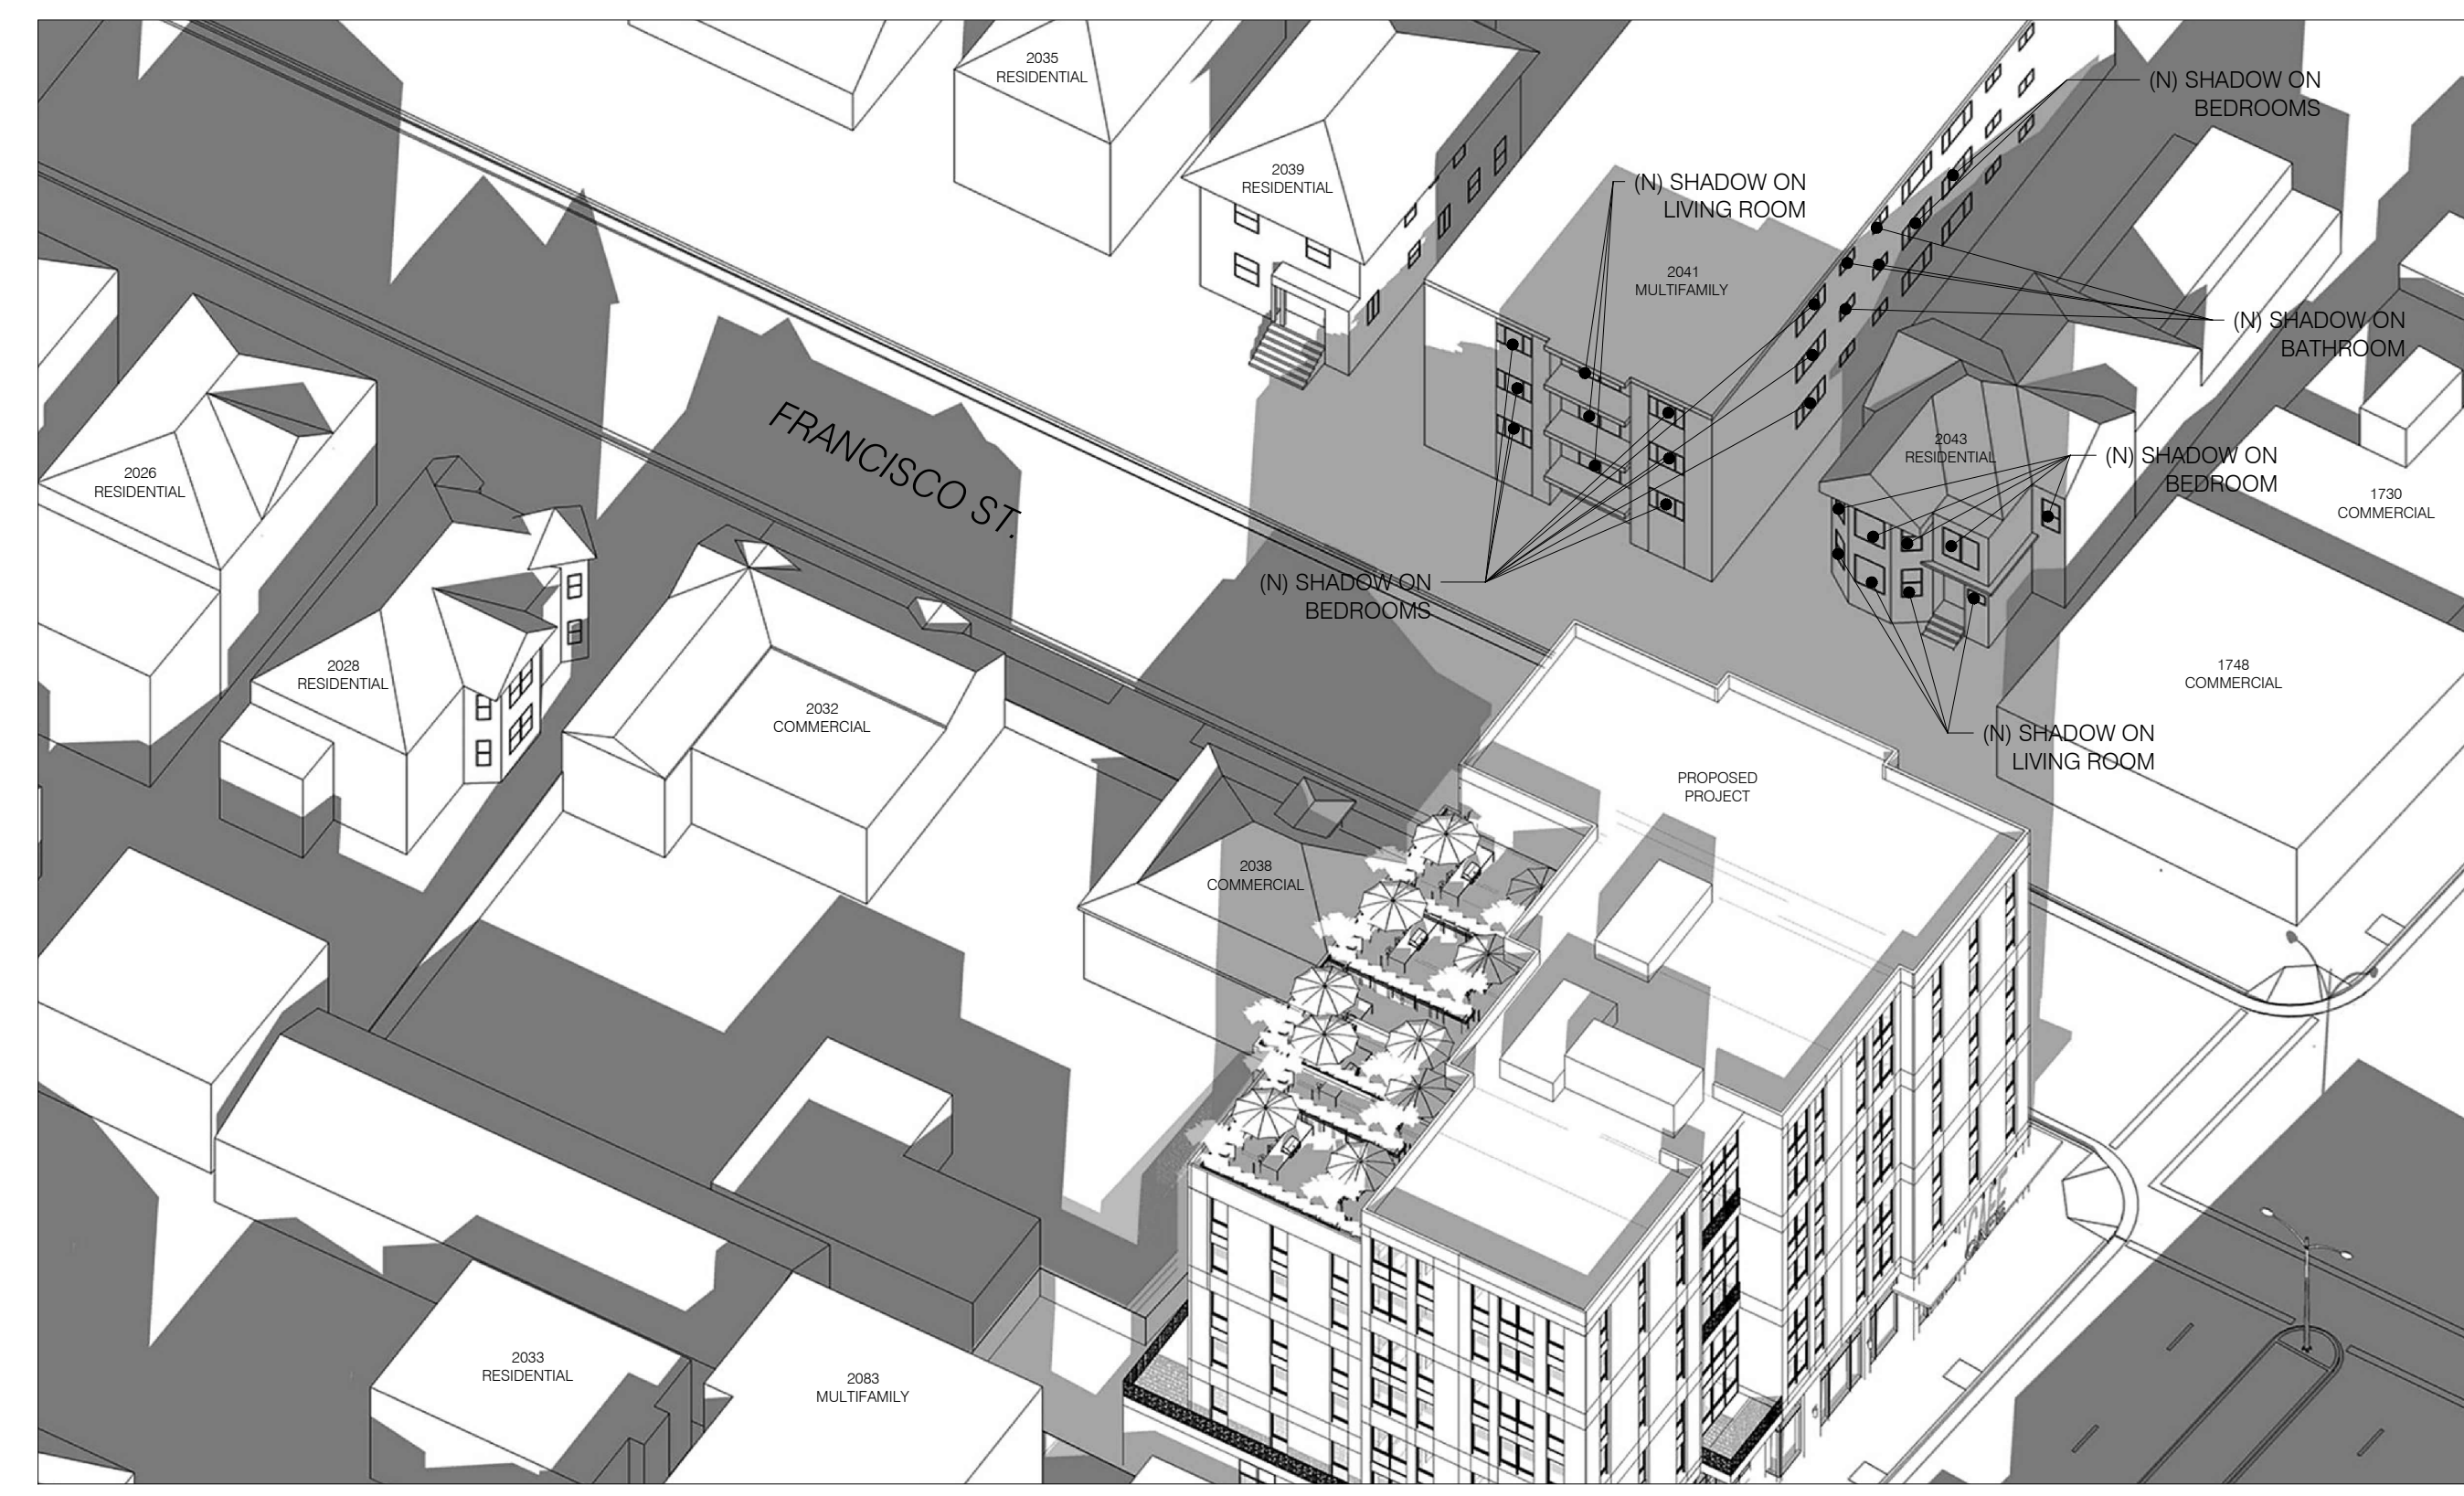 2035
RESIDENTIAL
(N) SHADOW ON
BEDROOMS
2039
RESIDENTIAL
(N) SHADOW ON
LIVING ROOM
2041
MULTIFAMILY
(N) SHADOW ON
BATHROOM
FRANCISCO ST.
2043
RESIDENTIAL
(N) SHADOW ON
BEDROOM
2026
RESIDENTIAL
1730
COMMERCIAL
(N) SHADOW ON
BEDROOMS
2028
RESIDENTIAL
1748
COMMERCIAL
2032
COMMERCIAL
(N) SHADOW ON
LIVING ROOM
PROPOSED
PROJECT
2038
COMMERCIAL
CAFE
2033
RESIDENTIAL
2083
MULTIFAMILY